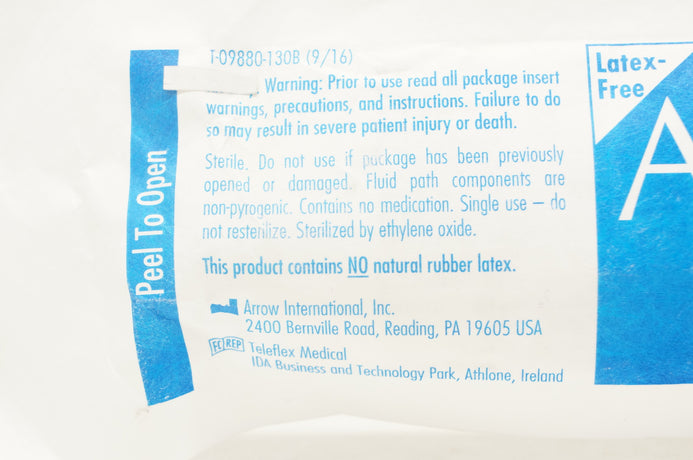 T-09880-130B (9/16)
Warning: Prior to use read all package insert
warnings, precautions, and instructions. Failure to do
so may result in severe patient injury or death.
Sterile. Do not use if package has been previously
opened or damaged. Fluid path components are
non-pyrogenic. Contains no medication. Single use – do
not resterilize. Sterilized by ethylene oxide.
This product contains NO natural rubber latex.
Arrow International, Inc.
2400 Bernville Road, Reading, PA 19605 USA
EC REP Teleflex Medical
IDA Business and Technology Park, Athlone, Ireland
Peel To Open
Latex-
Free
A